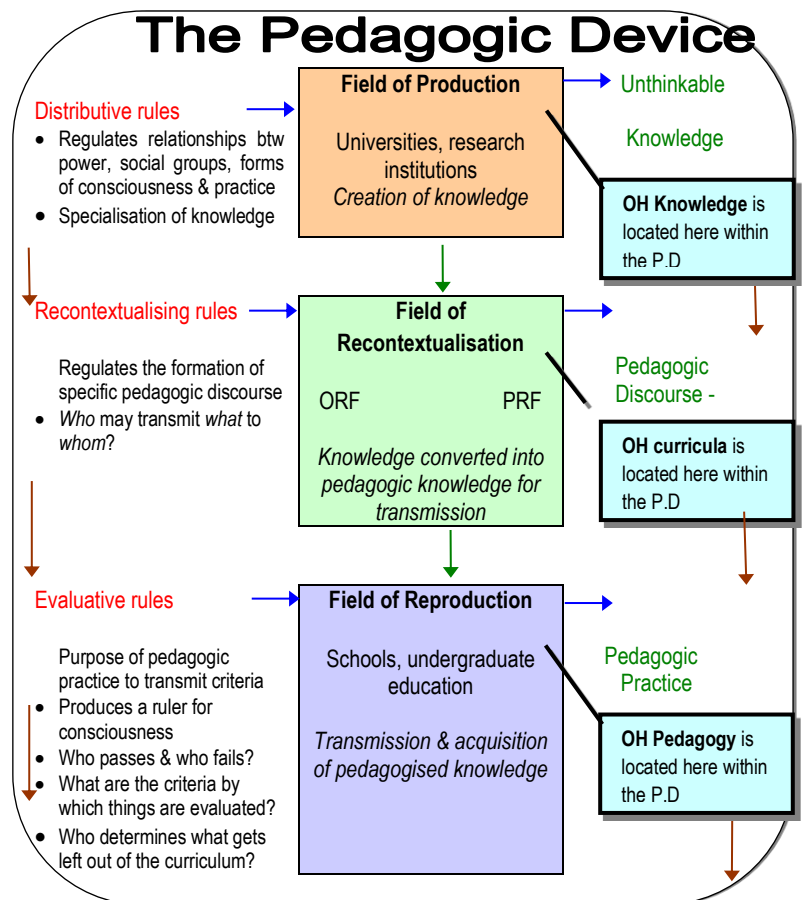 The Pedagogic Device
Distributive rules
• Regulates relationships btw
power, social groups, forms
of consciousness & practice
• Specialisation of knowledge
Field of Production
Universities, research
institutions
Creation of knowledge
Unthinkable
Knowledge
OH Knowledge is
located here within
the P.D
Recontextualising rules
Regulates the formation of
specific pedagogic discourse
• Who may transmit what to
whom?
Field of
Recontextualisation
ORF PRF
Knowledge converted into
pedagogic knowledge for
transmission
Pedagogic
Discourse -
OH curricula is
located here within
the P.D
Evaluative rules
Purpose of pedagogic
practice to transmit criteria
• Produces a ruler for
consciousness
• Who passes & who fails?
• What are the criteria by
which things are evaluated?
• Who determines what gets
left out of the curriculum?
Field of Reproduction
Schools, undergraduate
education
Transmission & acquisition
of pedagogised knowledge
Pedagogic
Practice
OH Pedagogy is
located here within
the P.D